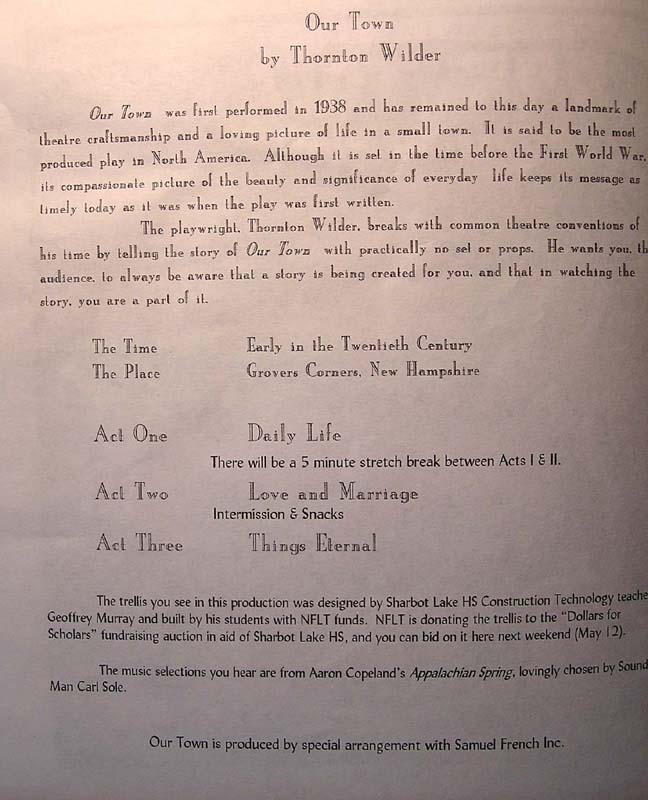 Our Town
by Thornton Wilder
Our Town was first performed in 1938 and has remained to this day a landmark of
theatre craftsmanship and a loving picture of life in a small town. It is said to be the most
produced play in North America. Although it is set in the time before the First World War,
its compassionate picture of the beauty and significance of everyday life keeps its message as
timely today as it was when the play was first written.
The playwright, Thornton Wilder, breaks with common theatre conventions of
his time by telling the story of Our Town with practically no set or props. He wants you, th
audience, to always be aware that a story is being created for you, and that in watching the
story, you are a part of it.
The Time Early in the Twentieth Century
The Place Grovers Corners, New Hampshire
Act One Daily Life
There will be a 5 minute stretch break between Acts I & II.
Act Two Love and Marriage
Intermission & Snacks
Act Three Things Eternal
The trellis you see in this production was designed by Sharbot Lake HS Construction Technology teache
Geoffrey Murray and built by his students with NFLT funds. NFLT is donating the trellis to the "Dollars for
Scholars" fundraising auction in aid of Sharbot Lake HS, and you can bid on it here next weekend (May 12).
The music selections you hear are from Aaron Copeland's Appalachian Spring, lovingly chosen by Sound
Man Carl Sole.
Our Town is produced by special arrangement with Samuel French Inc.